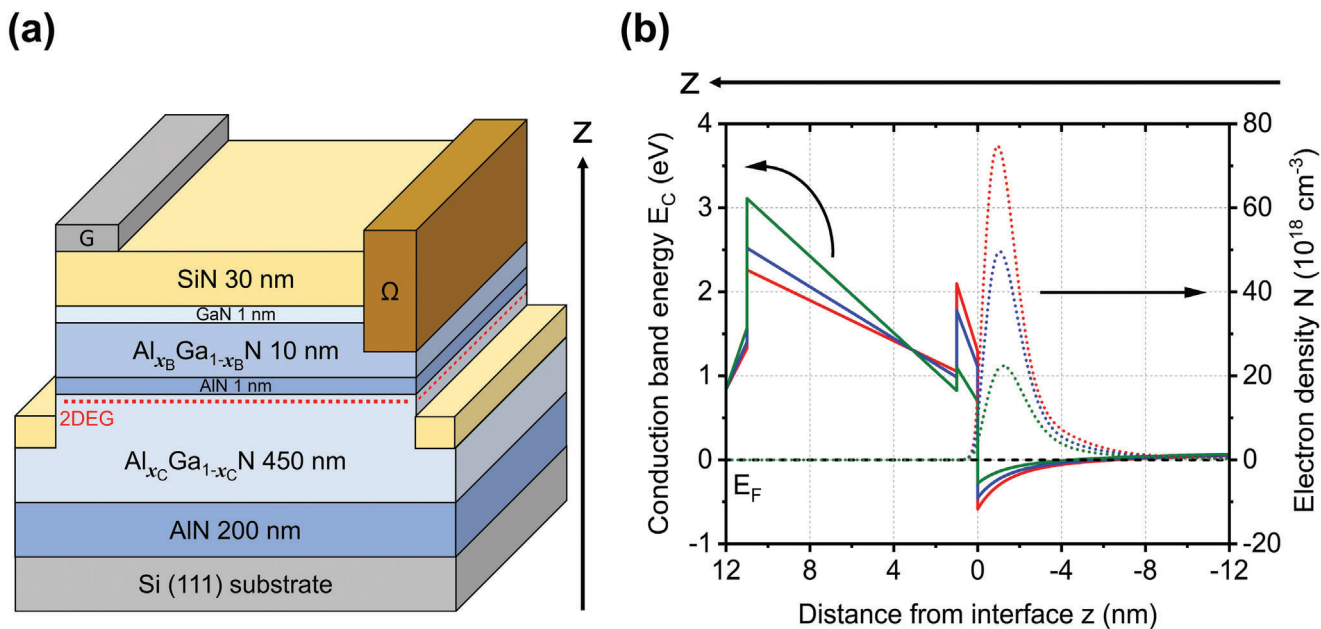 (a)
Z
G
Ω
SiN 30 nm
GaN 1 nm
AlxBGa1-xBN 10 nm
AlN 1 nm
2DEG
AlxCGa1-xCN 450 nm
AlN 200 nm
Si (111) substrate
(b)
Z
Conduction band energy EC (eV)
4
3
2
1
0
-1
EF
80
60
40
20
0
-20
Electron density N (10^18 cm^-3)
12 8 4 0 -4 -8 -12
Distance from interface z (nm)